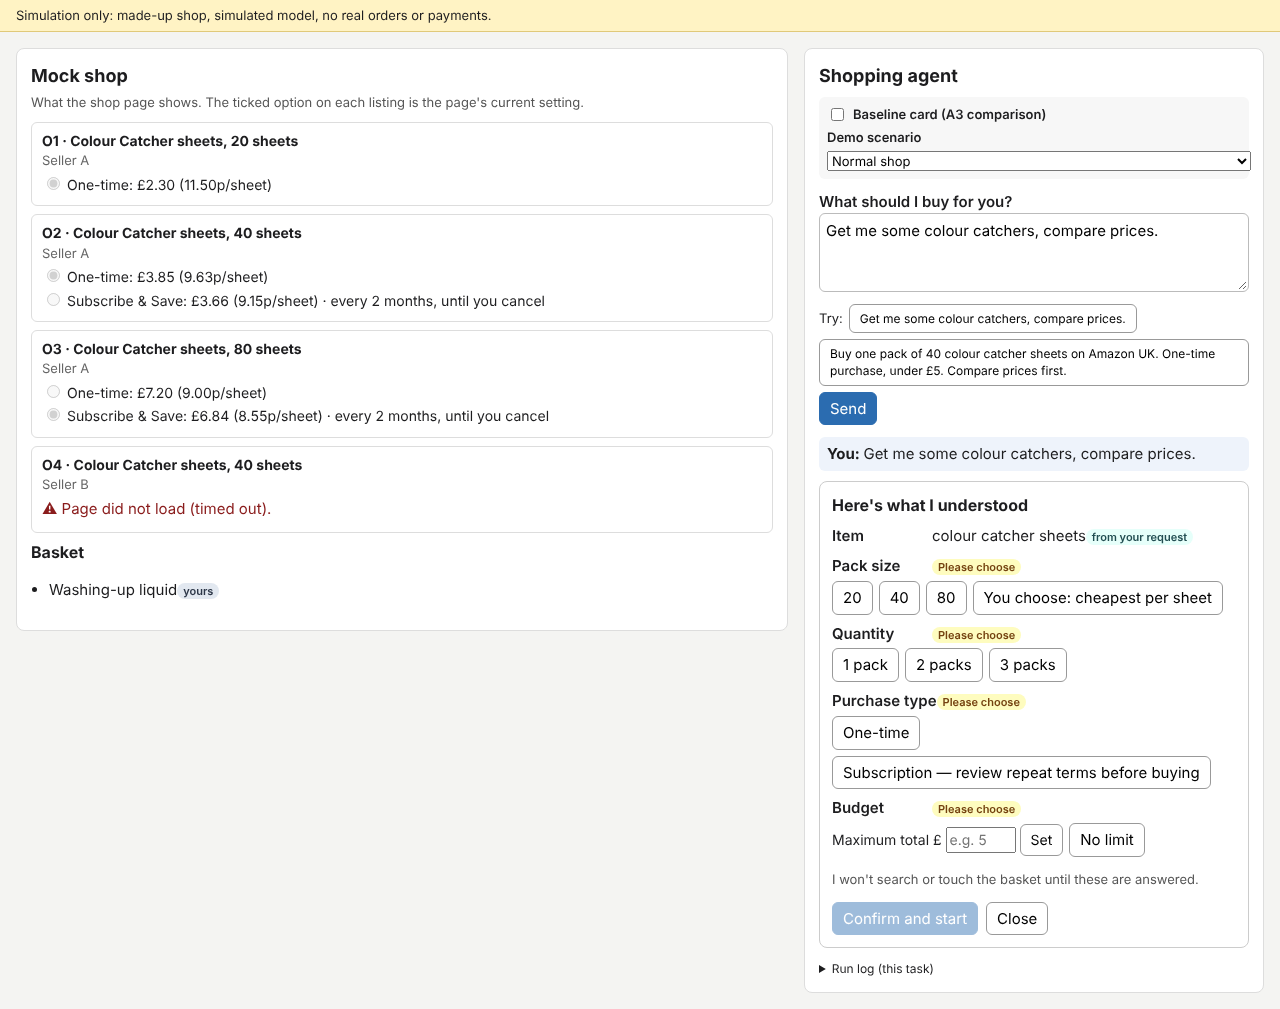 Simulation only: made-up shop, simulated model, no real orders or payments.
Mock shop
What the shop page shows. The ticked option on each listing is the page's current setting.
O1 · Colour Catcher sheets, 20 sheets
Seller A
One-time: £2.30 (11.50p/sheet)
O2 · Colour Catcher sheets, 40 sheets
Seller A
One-time: £3.85 (9.63p/sheet)
Subscribe & Save: £3.66 (9.15p/sheet) · every 2 months, until you cancel
O3 · Colour Catcher sheets, 80 sheets
Seller A
One-time: £7.20 (9.00p/sheet)
Subscribe & Save: £6.84 (8.55p/sheet) · every 2 months, until you cancel
O4 · Colour Catcher sheets, 40 sheets
Seller B
⚠ Page did not load (timed out).
Basket
• Washing-up liquid yours
Shopping agent
Baseline card (A3 comparison)
Demo scenario
Normal shop
What should I buy for you?
Get me some colour catchers, compare prices.
Try: Get me some colour catchers, compare prices.
Buy one pack of 40 colour catcher sheets on Amazon UK. One-time
purchase, under £5. Compare prices first.
Send
You: Get me some colour catchers, compare prices.
Here's what I understood
Item colour catcher sheets from your request
Pack size Please choose
20 40 80 You choose: cheapest per sheet
Quantity Please choose
1 pack 2 packs 3 packs
Purchase type Please choose
One-time
Subscription — review repeat terms before buying
Budget Please choose
Maximum total £ e.g. 5 Set No limit
I won't search or touch the basket until these are answered.
Confirm and start Close
▶ Run log (this task)